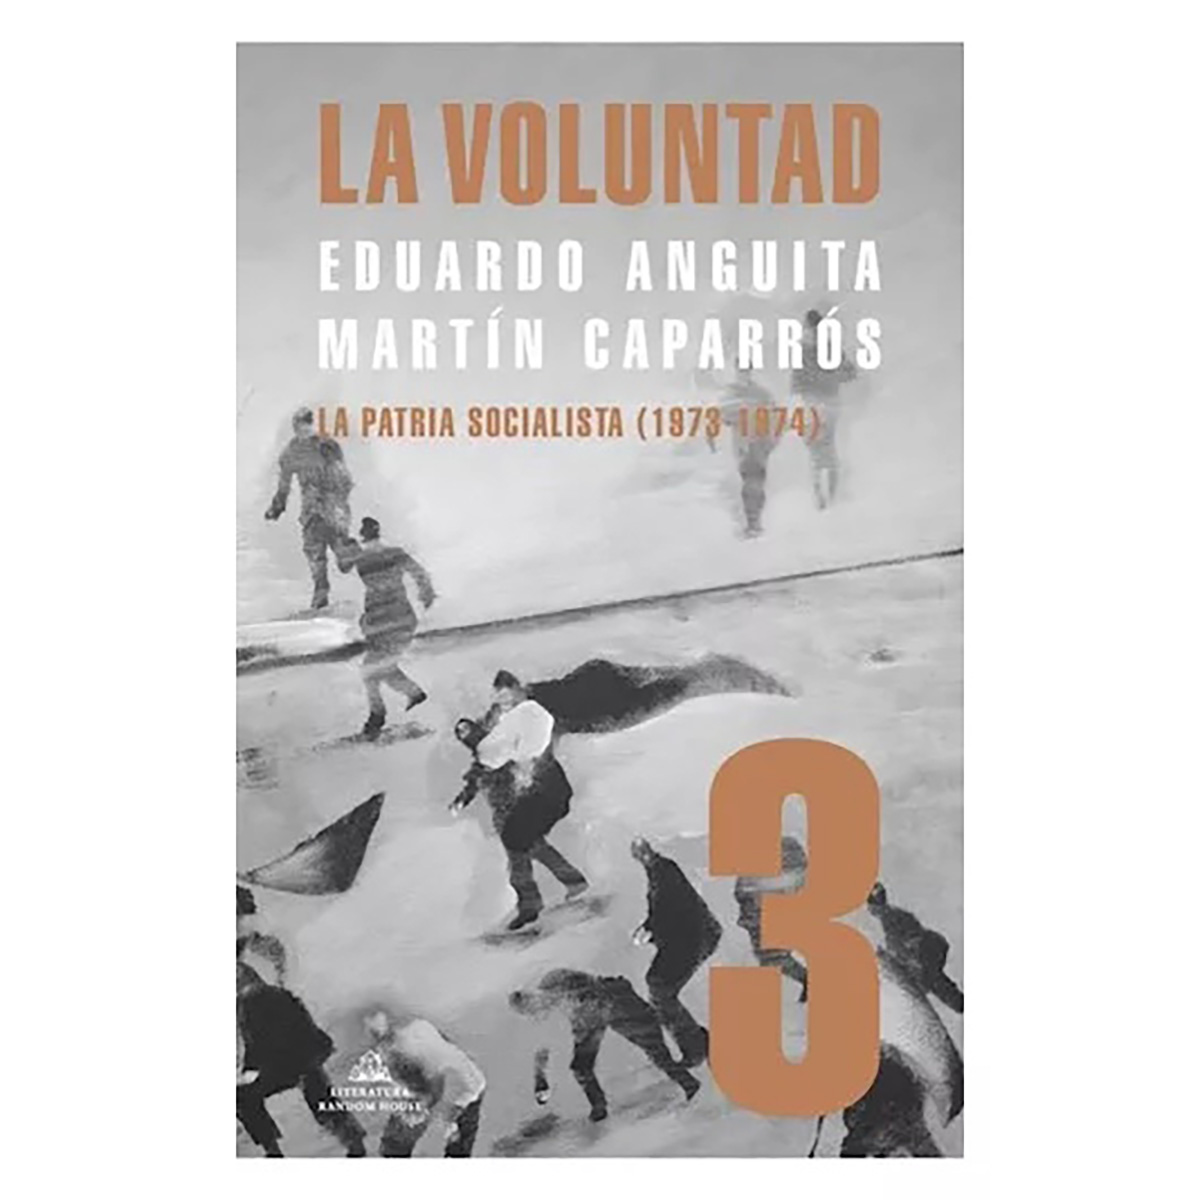 LA VOLUNTAD
EDUARDO ANGUITA
MARTÍN CAPARRÓS
LA PATRIA SOCIALISTA (1973-1974)
3
LITERATURA
RANDOM HOUSE